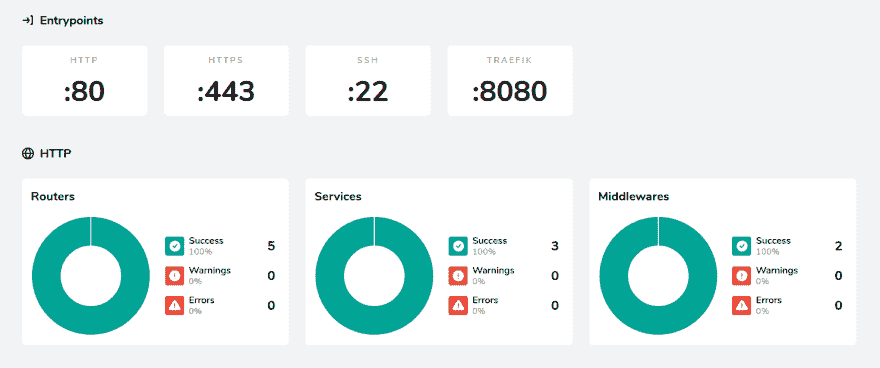 Entrypoints
HTTP HTTPS SSH TRAEFIK
:80 :443 :22 :8080
HTTP
Routers
Success 5
100%
Warnings 0
0%
Errors 0
0%
Services
Success 3
100%
Warnings 0
0%
Errors 0
0%
Middlewares
Success 2
100%
Warnings 0
0%
Errors 0
0%